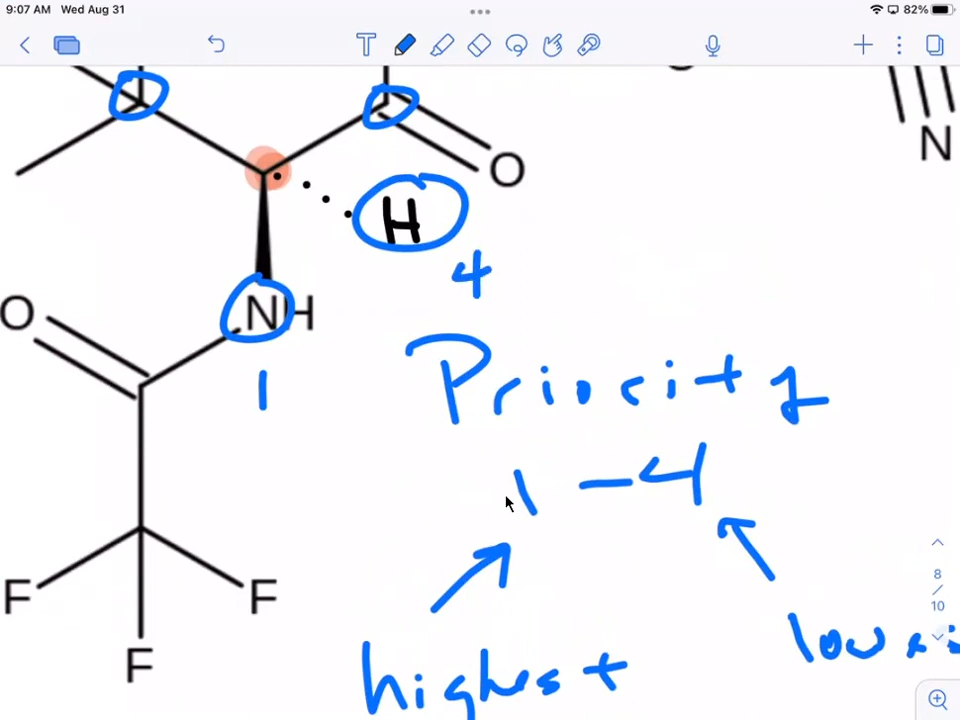 9:07 AM Wed Aug 31 82%
T
N
O
H
4
O NH
1
Priority
1 - 4
F F
F
highest
8
/
10